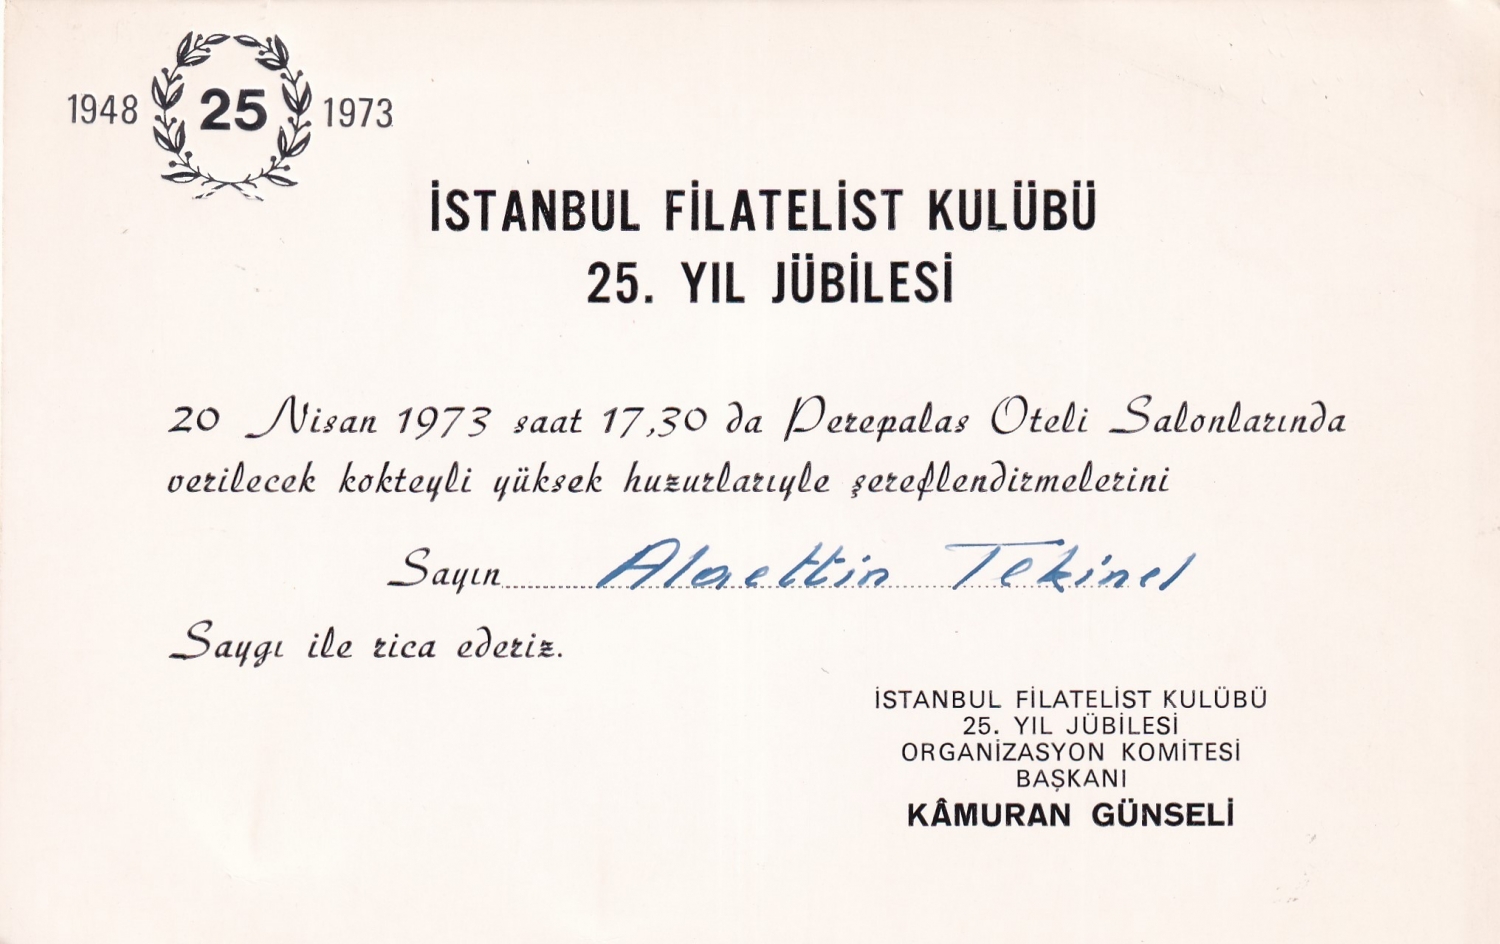 1948 25 1973
İSTANBUL FİLATELİST KULÜBÜ
25. YIL JÜBİLESİ
20 Nisan 1973 saat 17,30 da Perepalas Oteli Salonlarında
verilecek kokteyli yüksek huzurlarıyle şereflendirmelerini
Sayın Alaettin Tekinel
Saygı ile rica ederiz.
İSTANBUL FİLATELİST KULÜBÜ
25. YIL JÜBİLESİ
ORGANİZASYON KOMİTESİ
BAŞKANI
KÂMURAN GÜNSELİ